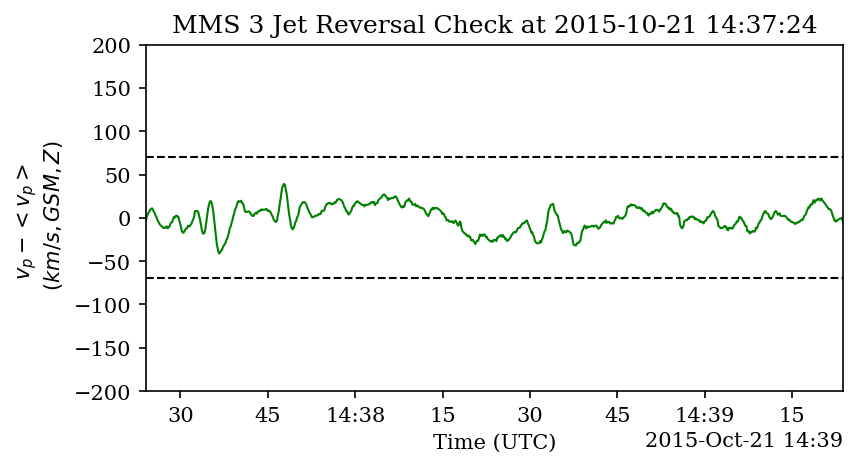 MMS 3 Jet Reversal Check at 2015-10-21 14:37:24
200
150
100
50
0
−50
−100
−150
−200
v_p − < v_p >
(km/s, GSM, Z)
30 45 14:38 15 30 45 14:39 15
Time (UTC)
2015-Oct-21 14:39